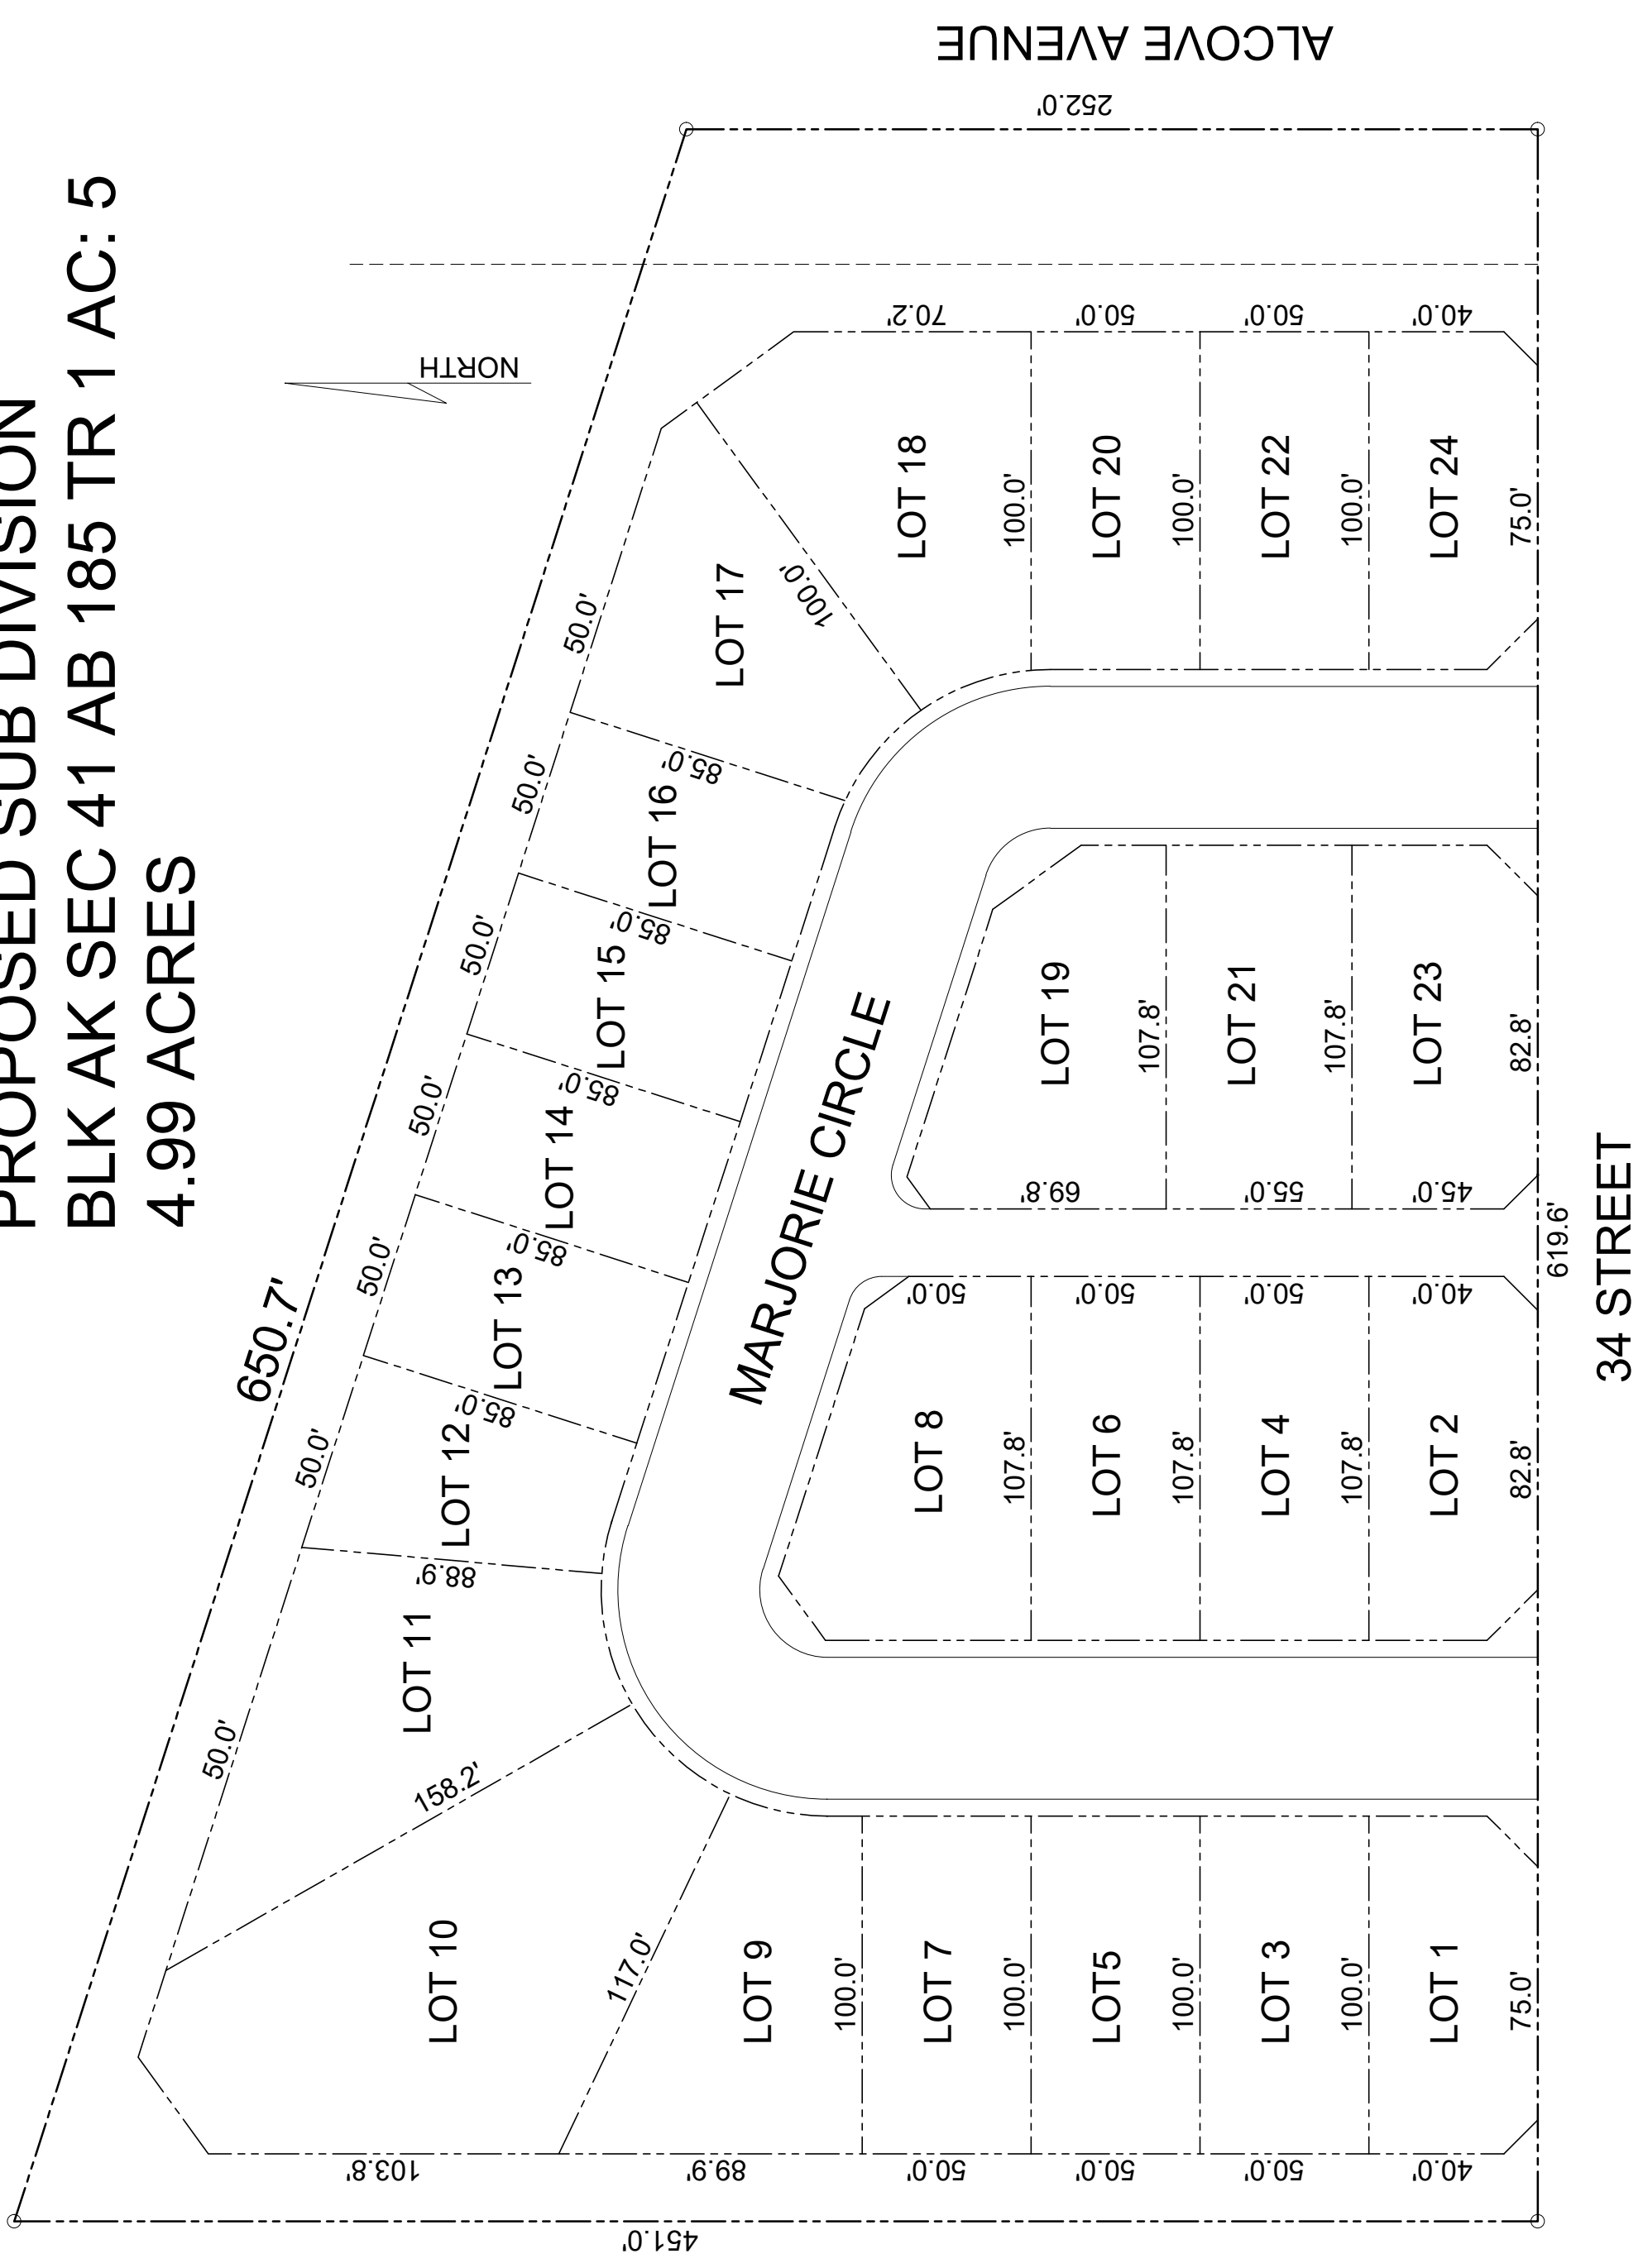 PROPOSED SUB DIVISION
BLK AK SEC 41 AB 185 TR 1 AC: 5
4.99 ACRES
ALCOVE AVENUE
252.0'
NORTH
650.7'
451.0'
619.6'
34 STREET
MARJORIE CIRCLE
103.8'
89.9'
50.0'
50.0'
50.0'
40.0'
LOT 10
117.0'
LOT 9
100.0'
LOT 7
100.0'
LOT5
100.0'
LOT 3
100.0'
LOT 1
75.0'
50.0'
158.2'
LOT 11
88.9'
50.0'
LOT 12
85.0'
50.0'
LOT 13
85.0'
50.0'
LOT 14
85.0'
50.0'
LOT 15
85.0'
50.0'
LOT 16
85.0'
50.0'
LOT 17
100.0'
LOT 8
107.8'
LOT 6
107.8'
LOT 4
107.8'
LOT 2
82.8'
50.0'
50.0'
50.0'
40.0'
69.8'
55.0'
45.0'
LOT 19
107.8'
LOT 21
107.8'
LOT 23
82.8'
LOT 18
100.0'
LOT 20
100.0'
LOT 22
100.0'
LOT 24
75.0'
70.2'
50.0'
50.0'
40.0'